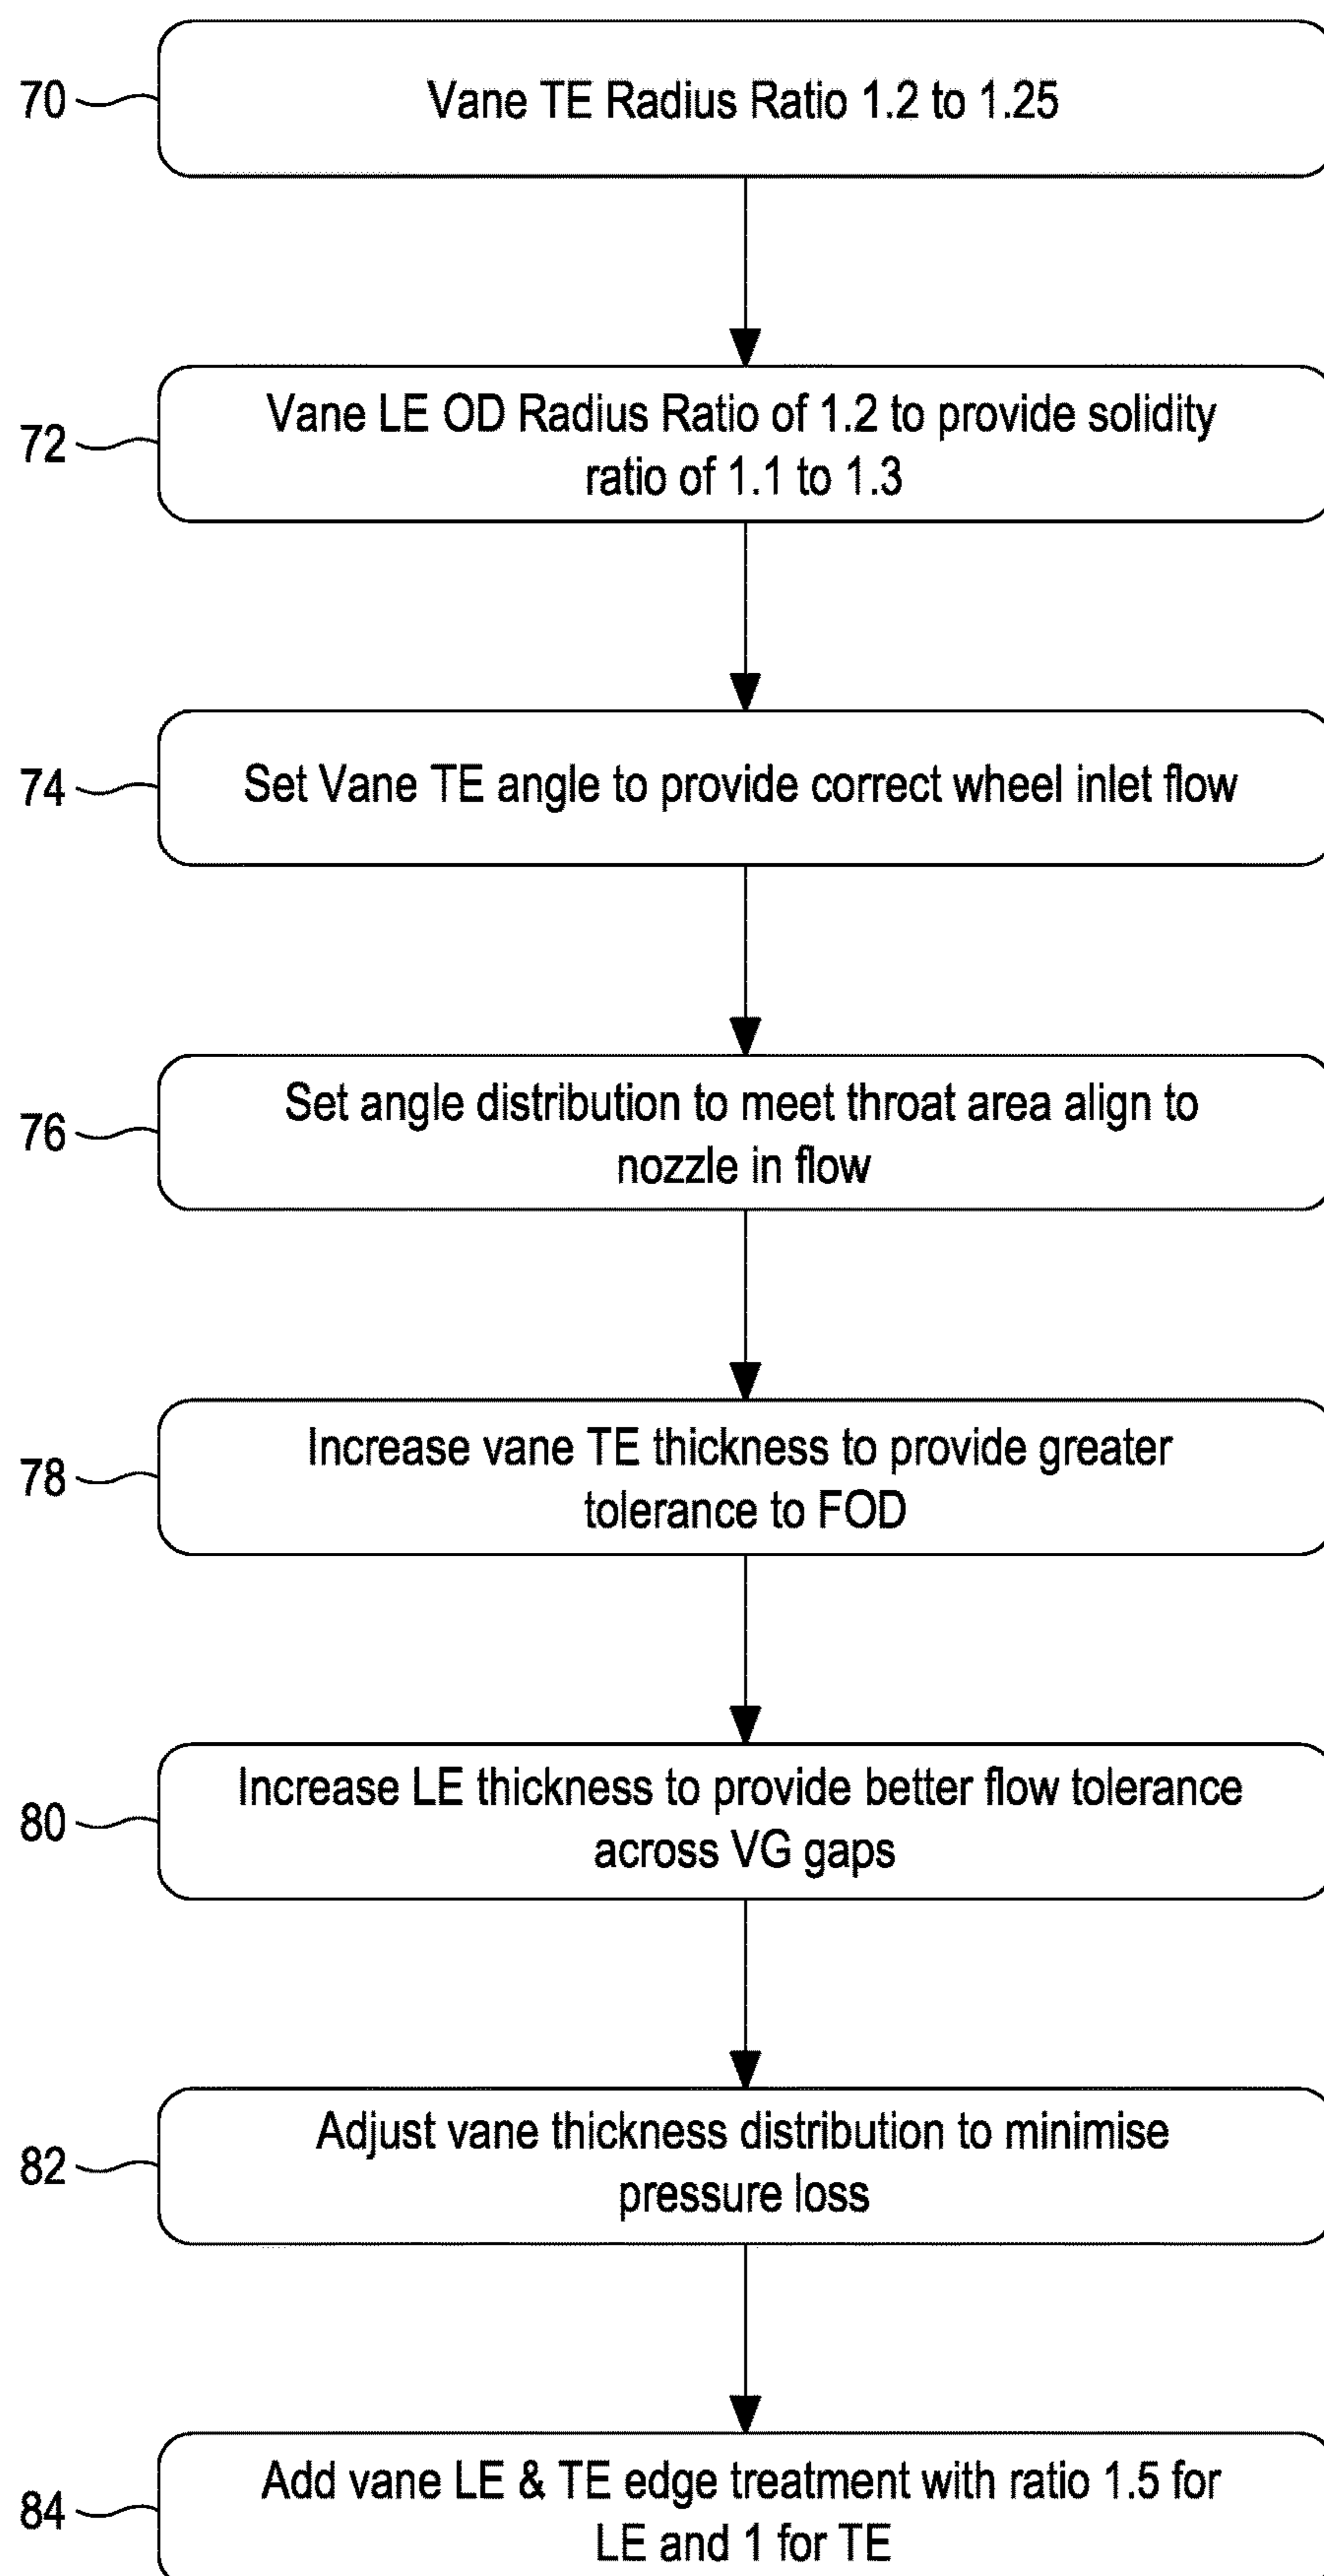 70
Vane TE Radius Ratio 1.2 to 1.25
72
Vane LE OD Radius Ratio of 1.2 to provide solidity
ratio of 1.1 to 1.3
74
Set Vane TE angle to provide correct wheel inlet flow
76
Set angle distribution to meet throat area align to
nozzle in flow
78
Increase vane TE thickness to provide greater
tolerance to FOD
80
Increase LE thickness to provide better flow tolerance
across VG gaps
82
Adjust vane thickness distribution to minimise
pressure loss
84
Add vane LE & TE edge treatment with ratio 1.5 for
LE and 1 for TE